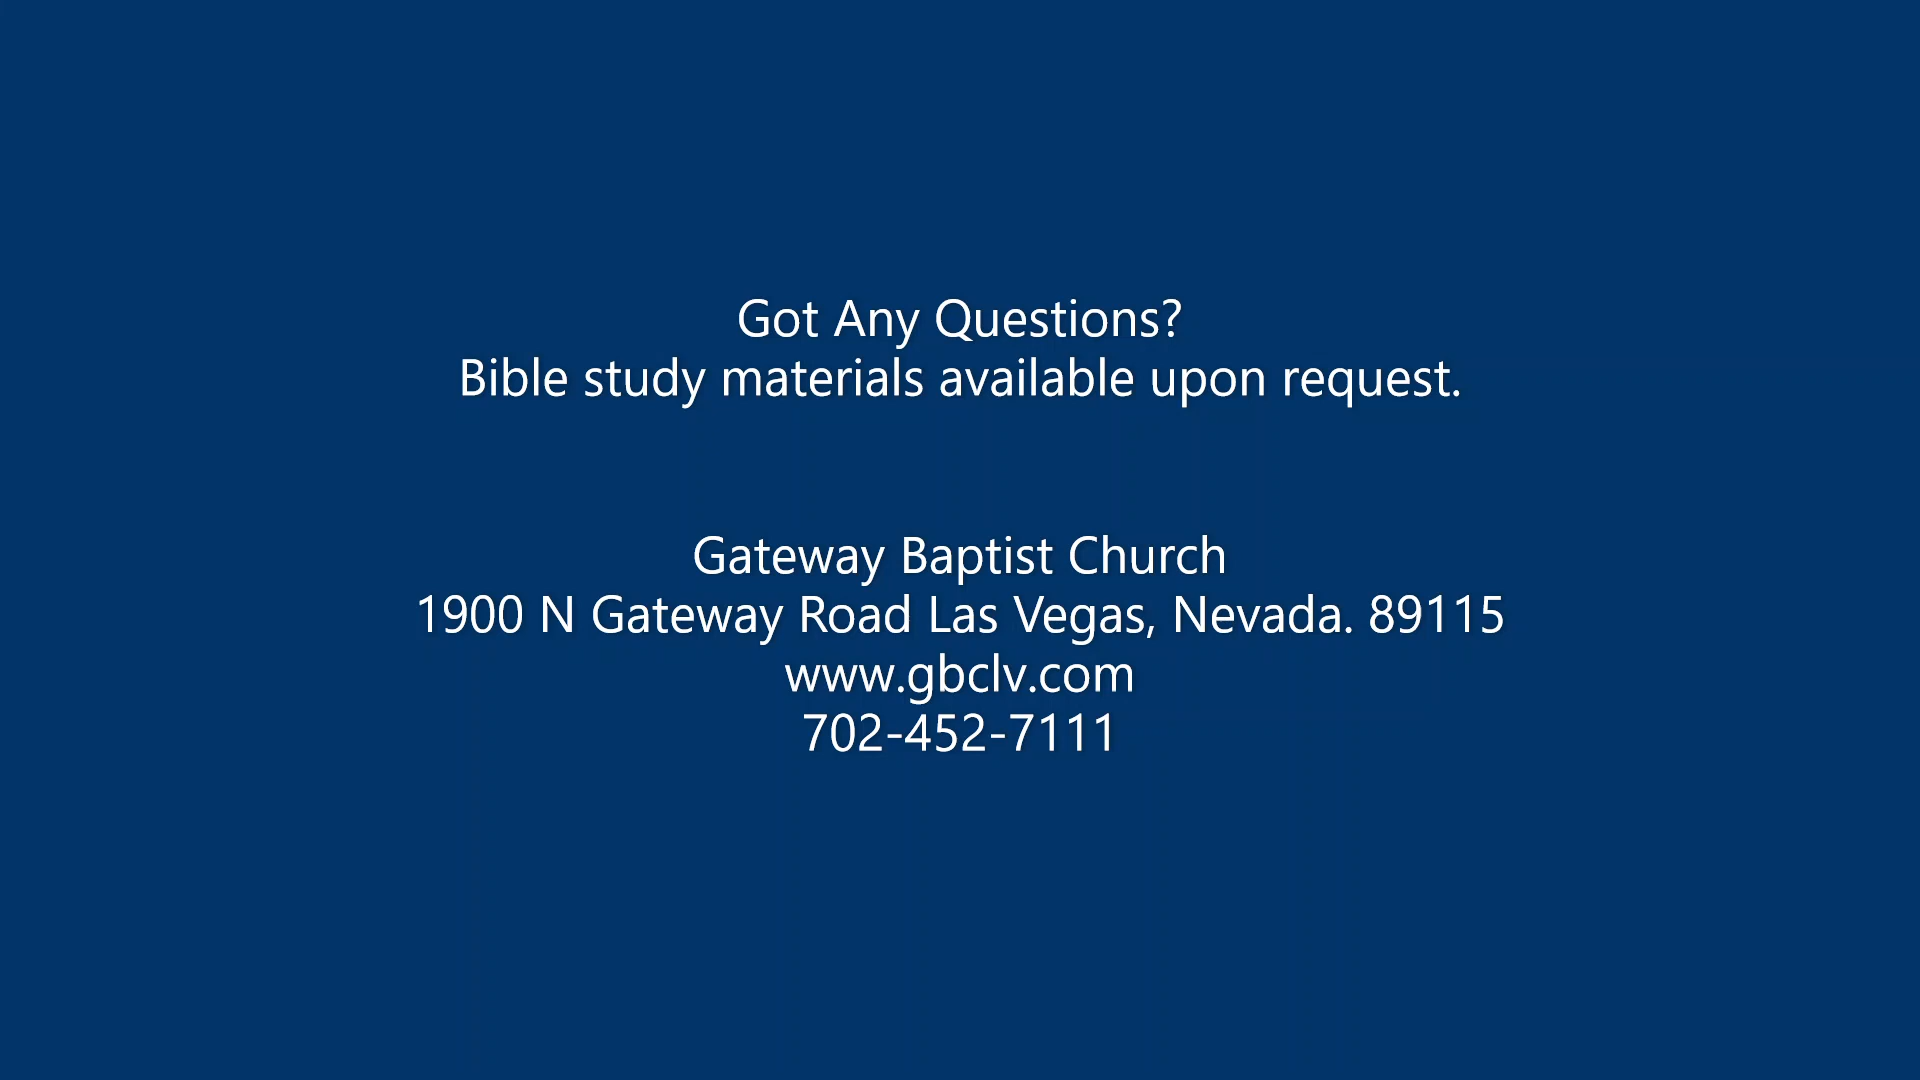 Got Any Questions?
Bible study materials available upon request.
Gateway Baptist Church
1900 N Gateway Road Las Vegas, Nevada. 89115
www.gbclv.com
702-452-7111